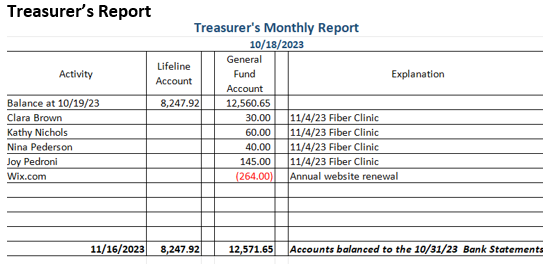 Treasurer's Report
Treasurer's Monthly Report
10/18/2023
Activity Lifeline Account General Fund Account Explanation
Balance at 10/19/23 8,247.92 12,560.65
Clara Brown 30.00 11/4/23 Fiber Clinic
Kathy Nichols 60.00 11/4/23 Fiber Clinic
Nina Pederson 40.00 11/4/23 Fiber Clinic
Joy Pedroni 145.00 11/4/23 Fiber Clinic
Wix.com (264.00) Annual website renewal
11/16/2023 8,247.92 12,571.65 Accounts balanced to the 10/31/23 Bank Statements